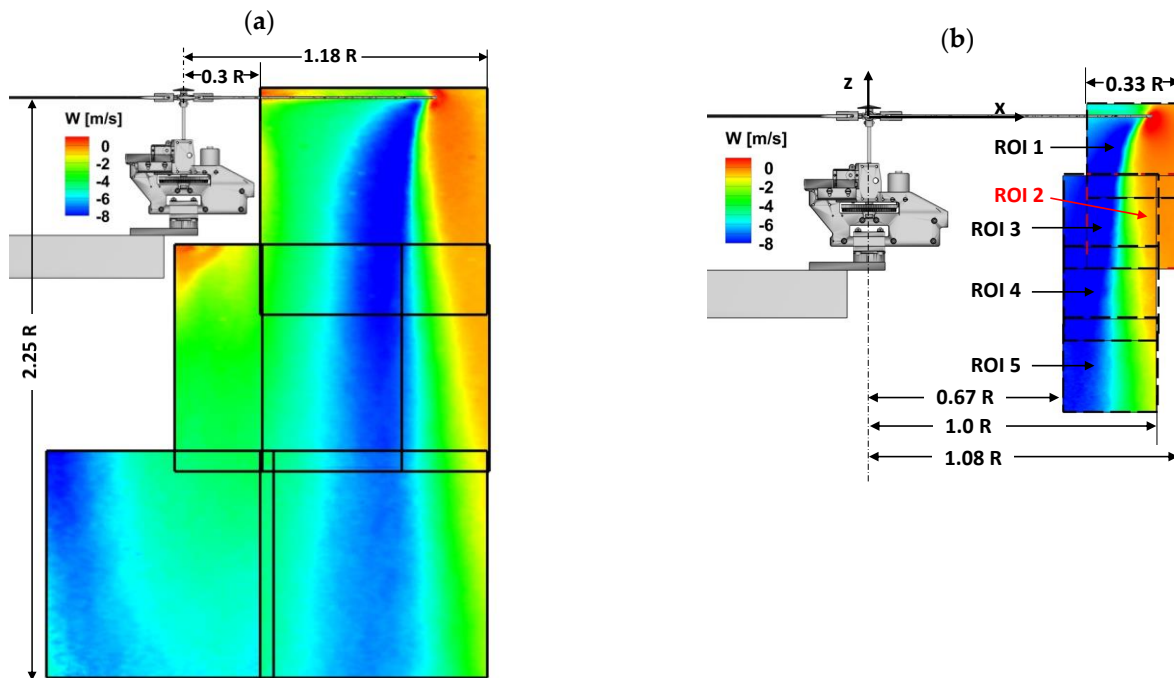 (a)
1.18 R
0.3 R
W [m/s]
0
-2
-4
-6
-8
2.25 R
(b)
z
0.33 R
x
W [m/s]
0
-2
-4
-6
-8
ROI 1
ROI 2
ROI 3
ROI 4
ROI 5
0.67 R
1.0 R
1.08 R